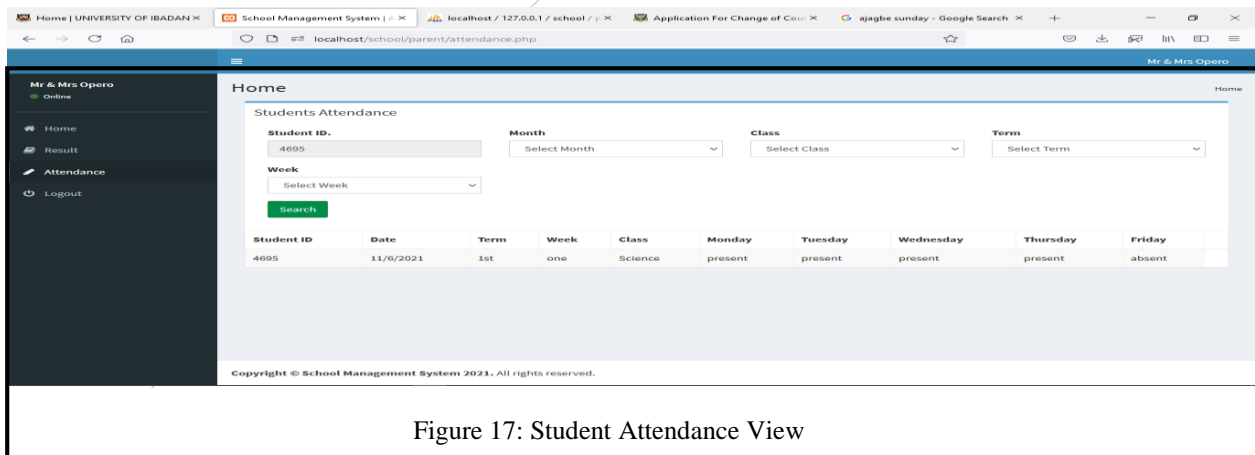 Home | UNIVERSITY OF IBADAN × School Management System | A × localhost / 127.0.0.1 / school / p × Application For Change of Cour × ajagbe sunday - Google Search ×
localhost/school/parent/attendance.php
Mr & Mrs Opero
Mr & Mrs Opero
Online
Home
Result
Attendance
Logout
Home
Home
Students Attendance
Student ID. Month Class Term
4695 Select Month Select Class Select Term
Week
Select Week
Search
Student ID Date Term Week Class Monday Tuesday Wednesday Thursday Friday
4695 11/6/2021 1st one Science present present present present absent
Copyright © School Management System 2021. All rights reserved.
Figure 17: Student Attendance View